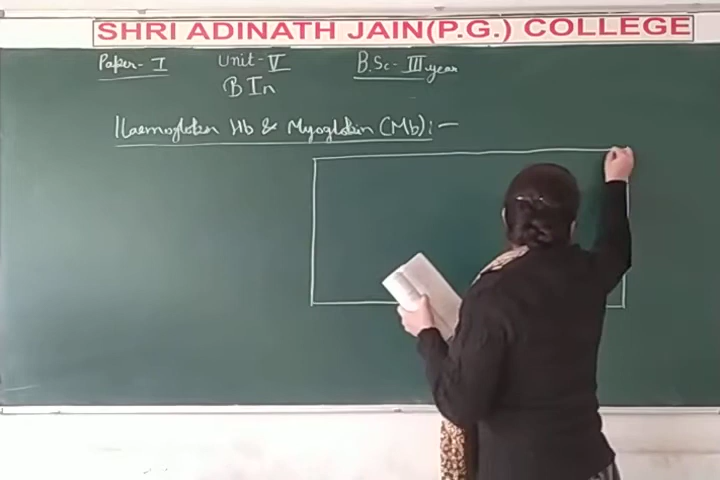 SHRI ADINATH JAIN(P.G.) COLLEGE
Paper- I Unit- V B.Sc- III year
B In
Haemoglobin Hb & Myoglobin (Mb):-